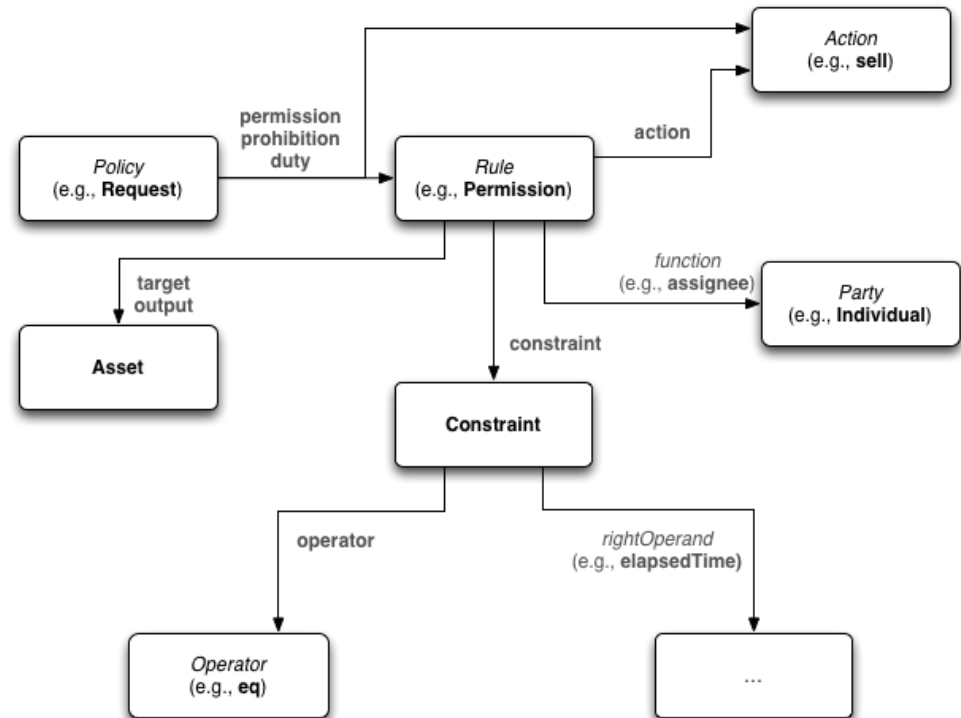 Action
(e.g., sell)
permission
prohibition
duty
action
Policy
(e.g., Request)
Rule
(e.g., Permission)
function
(e.g., assignee)
target
output
Party
(e.g., Individual)
constraint
Asset
Constraint
operator
rightOperand
(e.g., elapsedTime)
Operator
(e.g., eq)
...